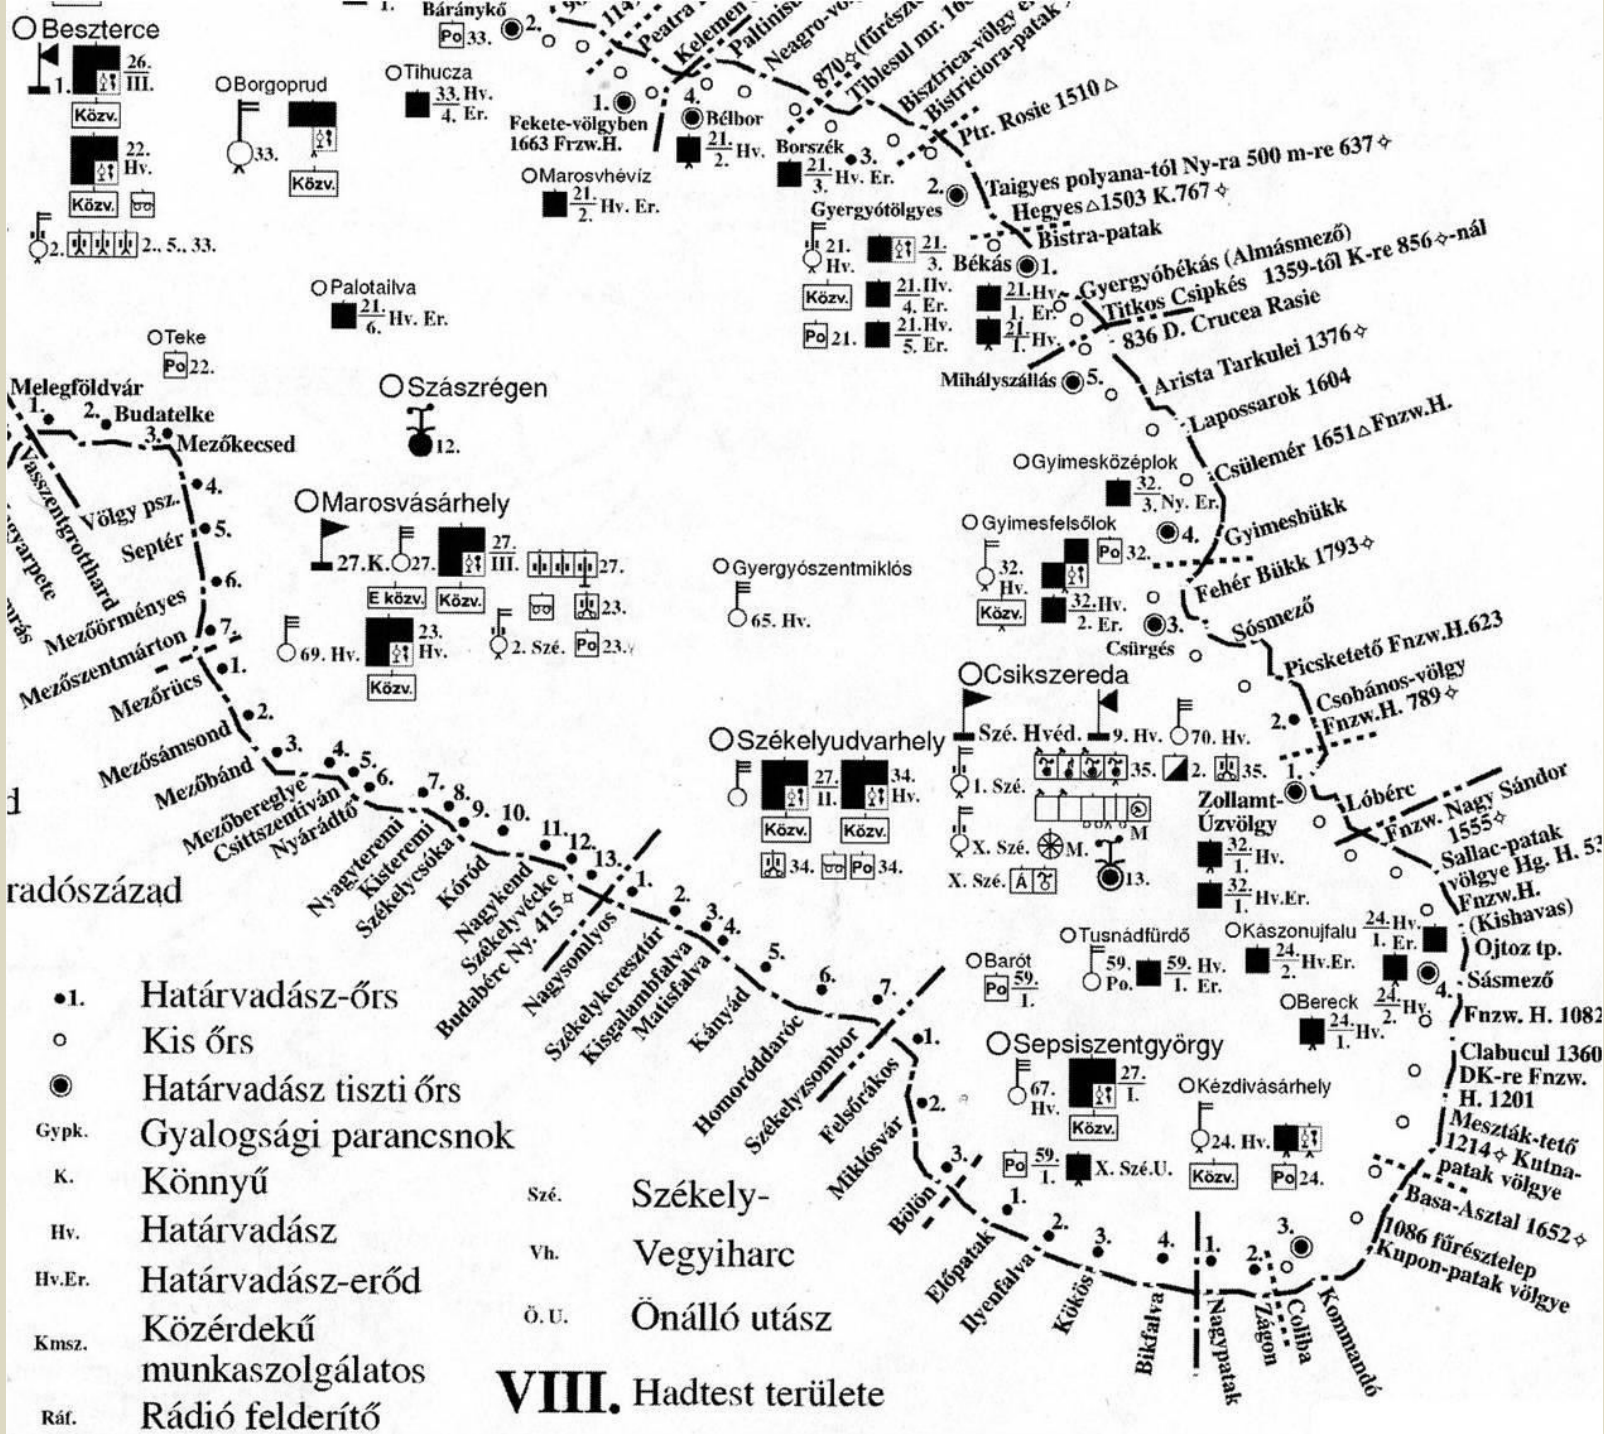 Beszterce
1.
26.
III.
Közv.
22.
Hv.
Közv.
2.
2.. 5.. 33.
Borgoprud
33.
Közv.
Báránykő
Po 33.
2.
1.
Tihucza
33. Hv.
4. Er.
Peatra
Kelemen
Neagro-vö
870 (fűrészt
Tiblesul mr. 16
Bisztrica-völgy e
Bistriciora-patak
Ptr. Rosie 1510
1.
Fekete-völgyben
1663 Frzw.H.
4.
Bélbor
21. Hv.
2.
Borszék
3.
21. Hv. Er.
3.
Marosvhévíz
21. Hv. Er.
2.
2.
Taigyes polyana-tól Ny-ra 500 m-re 637
Hegyes 1503 K.767
Bistra-patak
Gyergyótölgyes
21.
Hv.
21.
3.
Közv.
21.Hv.
4. Er.
Po 21.
21.Hv.
5. Er.
Békás
1.
21.Hv.
1. Er.
21.Hv.
1.
Gyergyóbékás (Almásmező)
Titkos Csipkés 1359-től K-re 856 -nál
836 D. Crucea Rasie
Mihályszállás
5.
Arista Tarkulei 1376
Lapossarok 1604
Csülemér 1651 Fnzw.H.
Palotailva
21. Hv. Er.
6.
Teke
Po 22.
Szászrégen
12.
Melegföldvár
1.
2.
Budatelke
3.
Mezőkecsed
Vasszentgrotthard
gyarpete
Völgy psz.
4.
Septér
5.
Mezőörményes
6.
Mezőszentmárton
7.
Mezőrücs
1.
Mezősámsond
2.
Mezőbánd
3.
Mezőbereglye
4.
Csittszentiván
5.
Nyárádtő
6.
Nagyteremi
7.
Kisteremi
8.
Székelycsóka
9.
Kóród
10.
Nagykend
11.
Székelyvécke
12.
Budabérc Ny. 415
13.
Marosvásárhely
27.K.
27.
27.
III.
27.
E közv.
Közv.
23.
69. Hv.
23.
Hv.
2. Szé.
Po 23.
Közv.
Gyergyószentmiklós
65. Hv.
Gyimesközéplok
32.
3. Ny. Er.
Gyimesfelsőlok
32.
Hv.
Po 32.
Közv.
32.Hv.
2. Er.
4.
Gyimesbükk
Fehér Bükk 1793
3.
Csürgés
Sósmező
Picsketető Fnzw.H.623
Csobános-völgy
Fnzw.H. 789
2.
Csikszereda
Szé. Hvéd.
9. Hv.
70. Hv.
1. Szé.
35.
2.
35.
X. Szé.
M.
M
X. Szé.
A
13.
Székelyudvarhely
27.
II.
34.
Hv.
Közv.
Közv.
34.
Po 34.
1.
Zollamt-
Úzvölgy
32. Hv.
1.
32. Hv.Er.
1.
Lóbérc
Fnzw. Nagy Sándor
1555
Sallac-patak
völgye Hg. H. 53
Fnzw.H.
(Kishavas)
Ojtoz tp.
Sásmező
4.
Fnzw. H. 1082
Clabucul 1360
DK-re Fnzw.
H. 1201
Meszták-tető
1214 Kutna-
patak völgye
Basa-Asztal 1652
1086 fűrésztelep
Kupon-patak völgye
Nagysomlyos
1.
Székelykeresztúr
2.
Kisgalambfalva
3.
Matisfalva
4.
Kányád
5.
Homoróddaróc
6.
Székelyzsombor
7.
Felsőrákos
1.
Miklósvár
2.
Bölön
3.
Előpatak
1.
Ilyenfalva
2.
Kökös
3.
Bikfalva
4.
Nagypatak
1.
Zágon
2.
Coliba
3.
Kommandó
Barót
Po 59.
1.
Tusnádfürdő
59.
Po.
59. Hv.
1. Er.
Kászonujfalu
24. Hv.Er.
2.
24. Hv.
1. Er.
Bereck
24. Hv.
1.
24. Hv.
2.
Sepsiszentgyörgy
67.
Hv.
27.
I.
Közv.
Po 59.
1.
X. Szé.U.
Kézdivásárhely
24. Hv.
Közv.
Po 24.
d
radószázad
1. Határvadász-őrs
Kis őrs
Határvadász tiszti őrs
Gypk. Gyalogsági parancsnok
K. Könnyű
Hv. Határvadász
Hv.Er. Határvadász-erőd
Kmsz. Közérdekű
munkaszolgálatos
Ráf. Rádió felderítő
Szé. Székely-
Vh. Vegyiharc
Ö. U. Önálló utász
VIII. Hadtest területe